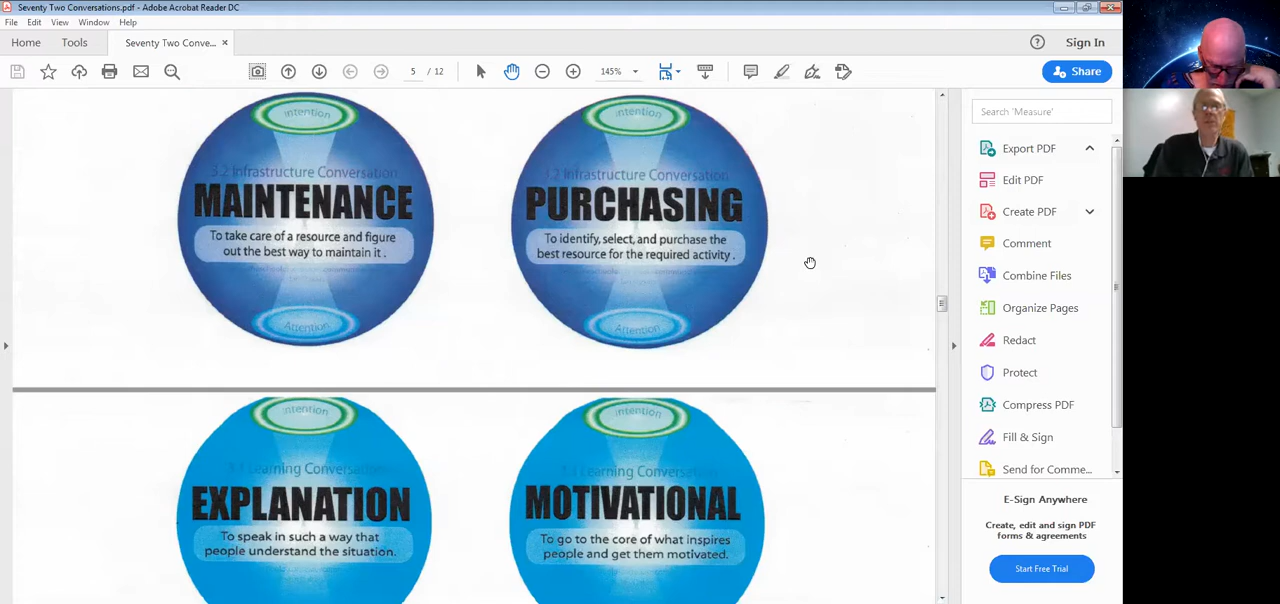 Seventy Two Conversations.pdf - Adobe Acrobat Reader DC
File Edit View Window Help
Home Tools Seventy Two Conve... ×
Sign In
5 / 12
145%
Share
Intention
3.2 Infrastructure Conversation
MAINTENANCE
To take care of a resource and figure
out the best way to maintain it .
Attention
Intention
3.2 Infrastructure Conversation
PURCHASING
To identify, select, and purchase the
best resource for the required activity .
Attention
Intention
Learning Conversation
EXPLANATION
To speak in such a way that
people understand the situation.
Intention
Learning Conversation
MOTIVATIONAL
To go to the core of what inspires
people and get them motivated.
Search 'Measure'
Export PDF
Edit PDF
Create PDF
Comment
Combine Files
Organize Pages
Redact
Protect
Compress PDF
Fill & Sign
Send for Comme...
E-Sign Anywhere
Create, edit and sign PDF
forms & agreements
Start Free Trial